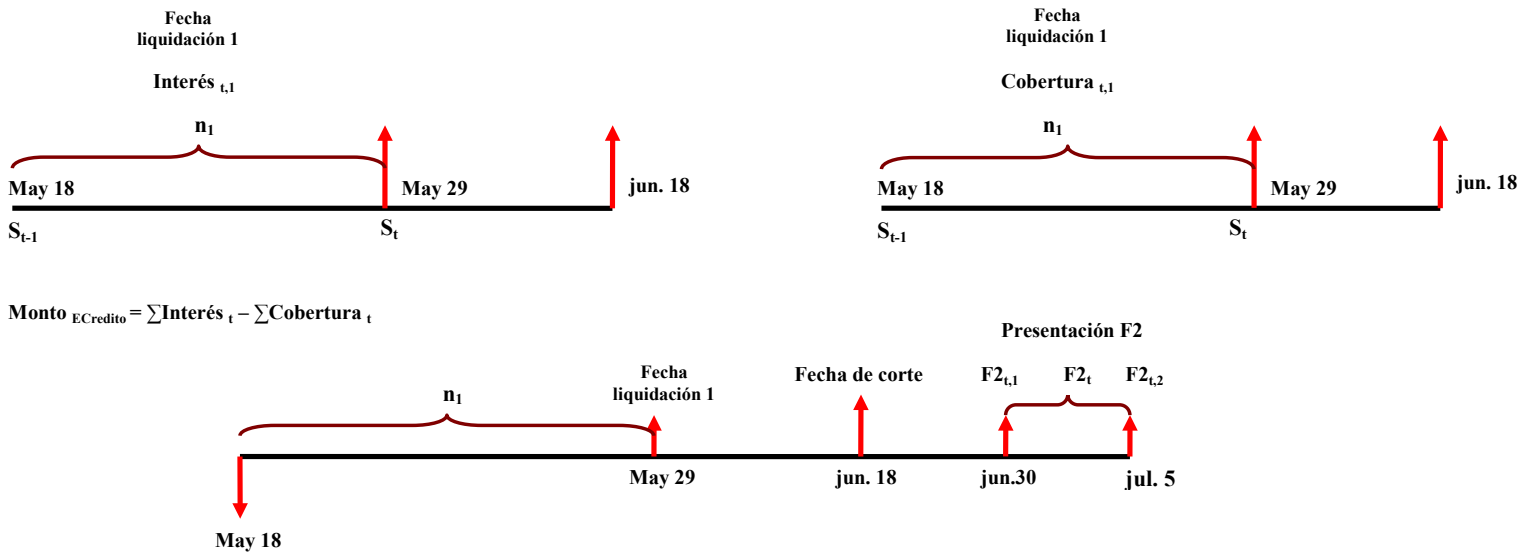 Fecha
liquidación 1
Interés t,1
n1
May 18
May 29
jun. 18
St-1
St
Fecha
liquidación 1
Cobertura t,1
n1
May 18
May 29
jun. 18
St-1
St
Monto ECredito = ∑Interés t – ∑Cobertura t
Presentación F2
n1
Fecha
liquidación 1
Fecha de corte
F2t,1
F2t
F2t,2
May 29
jun. 18
jun.30
jul. 5
May 18